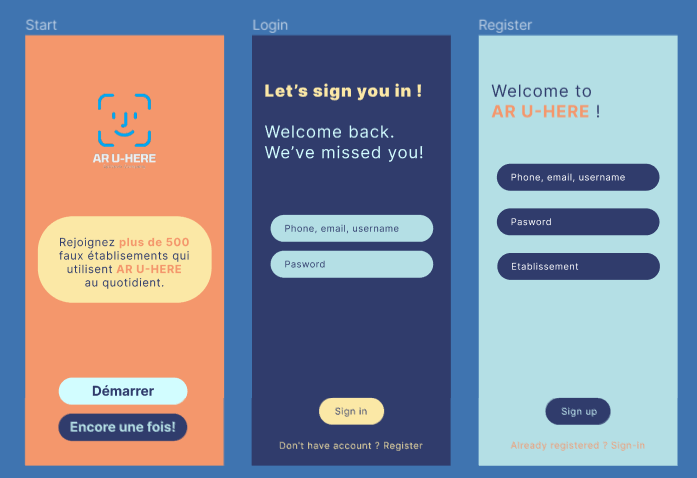 Start
AR U-HERE
Rejoignez plus de 500
faux établisements qui
utilisent AR U-HERE
au quotidient.
Démarrer
Encore une fois!
Login
Let's sign you in !
Welcome back.
We've missed you!
Phone, email, username
Pasword
Sign in
Don't have account ? Register
Register
Welcome to
AR U-HERE !
Phone, email, username
Pasword
Etablissement
Sign up
Already registered ? Sign-in